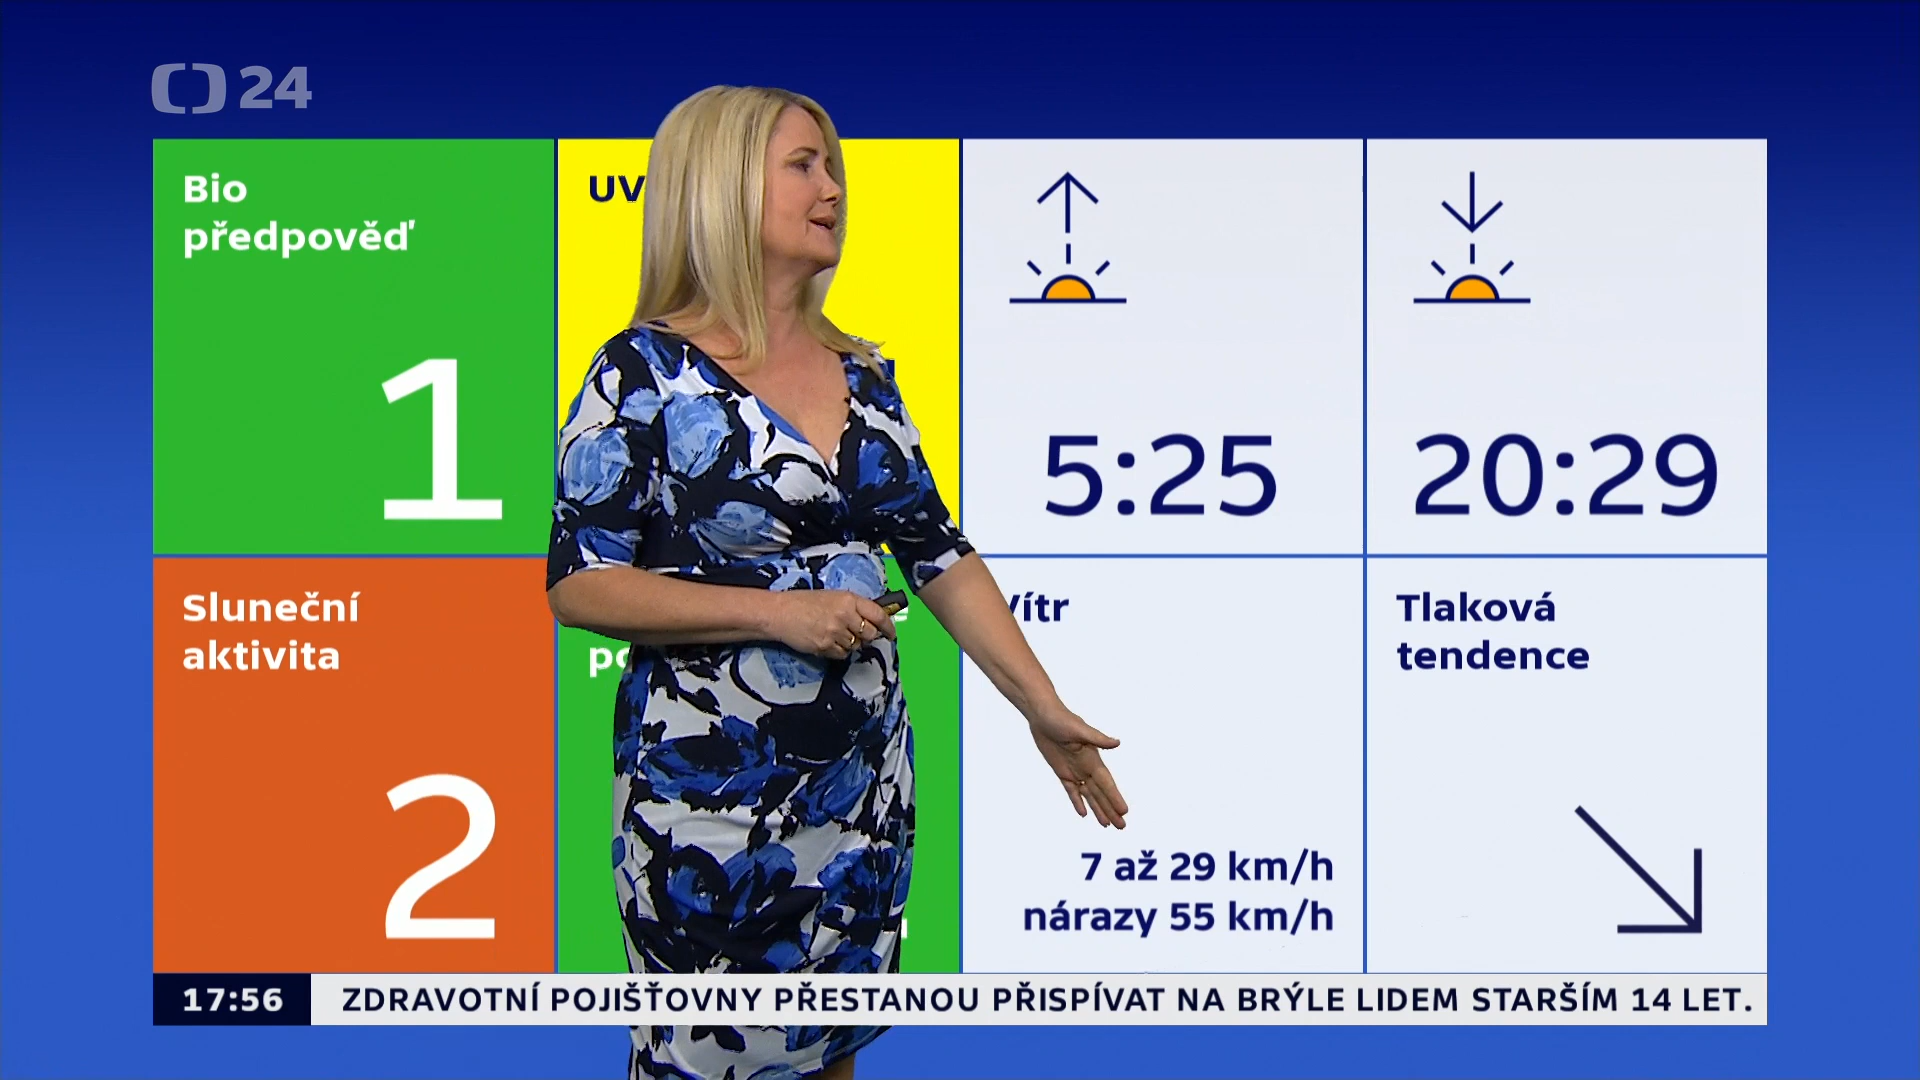 24
Bio
předpověď
1
UV
5:25
20:29
Sluneční
aktivita
2
Vítr
7 až 29 km/h
nárazy 55 km/h
Tlaková
tendence
17:56 ZDRAVOTNÍ POJIŠŤOVNY PŘESTANOU PŘISPÍVAT NA BRÝLE LIDEM STARŠÍM 14 LET.